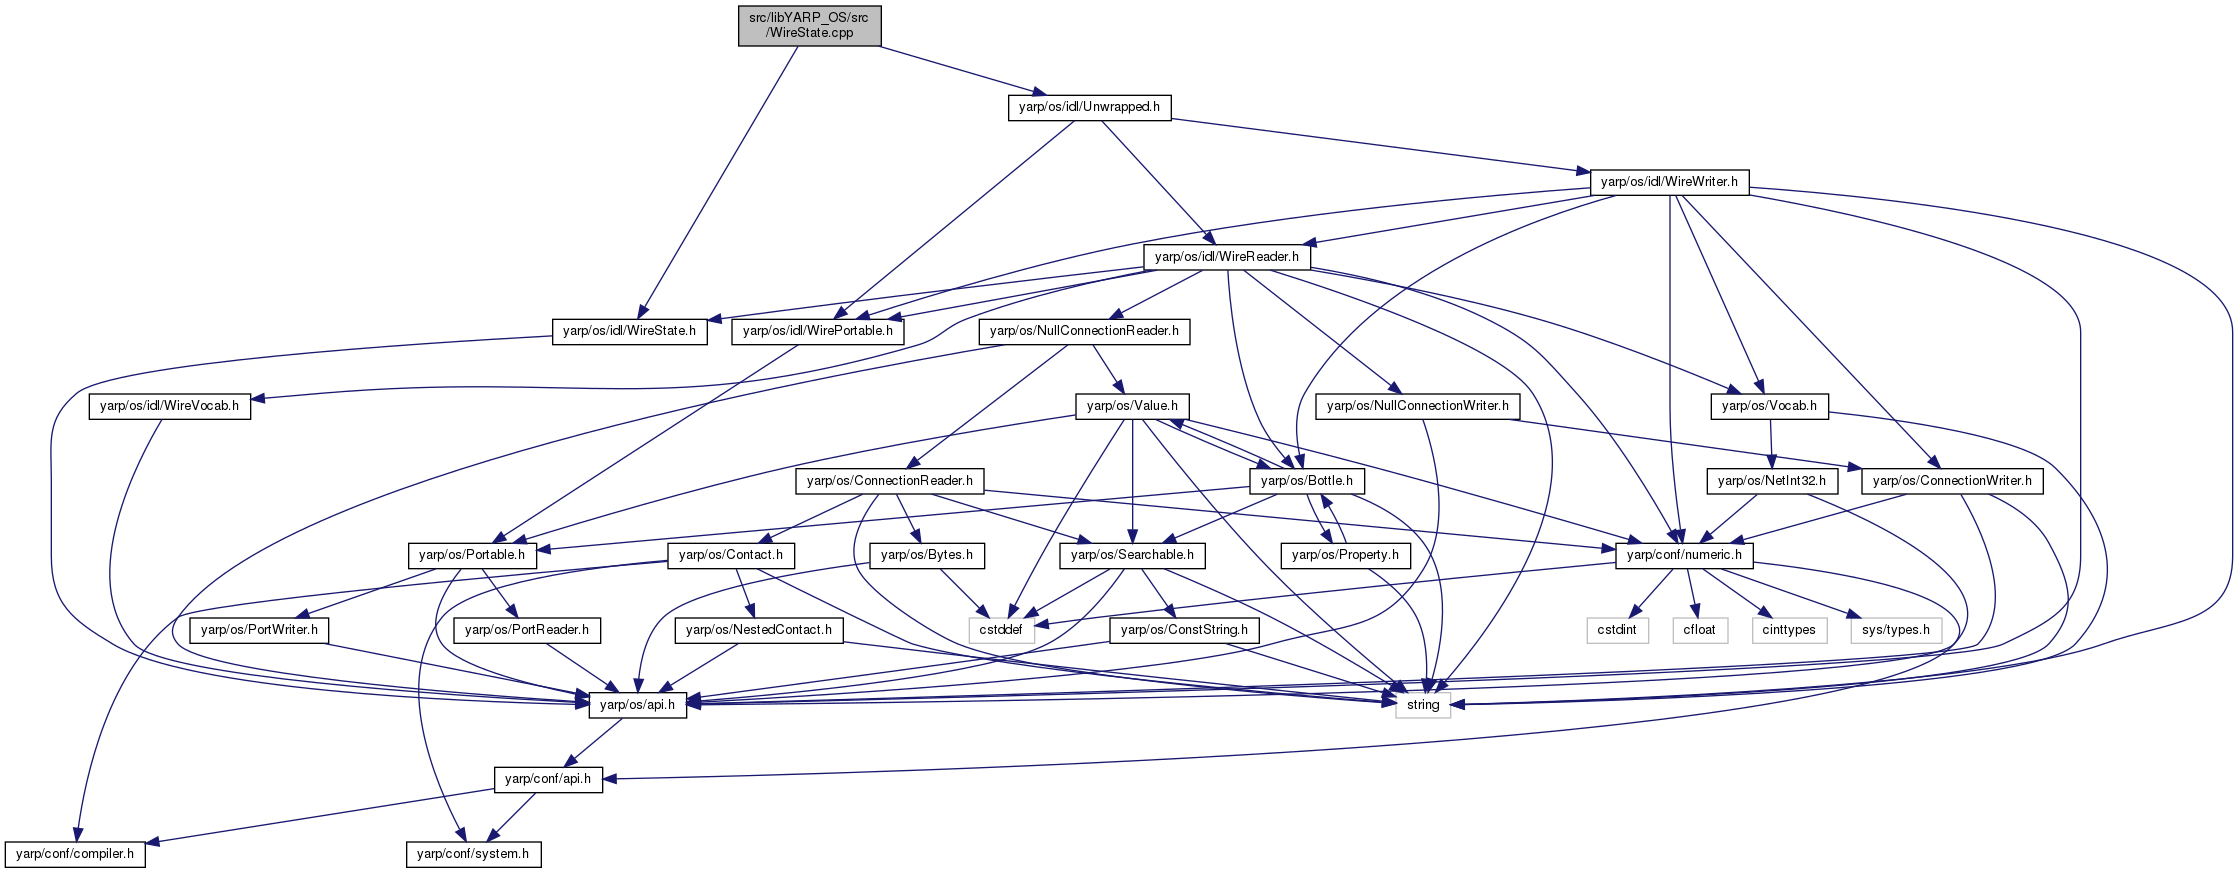 src/libYARP_OS/src
/WireState.cpp
yarp/os/idl/Unwrapped.h
yarp/os/idl/WireWriter.h
yarp/os/idl/WireReader.h
yarp/os/idl/WireState.h
yarp/os/idl/WirePortable.h
yarp/os/NullConnectionReader.h
yarp/os/idl/WireVocab.h
yarp/os/Value.h
yarp/os/NullConnectionWriter.h
yarp/os/Vocab.h
yarp/os/ConnectionReader.h
yarp/os/Bottle.h
yarp/os/NetInt32.h
yarp/os/ConnectionWriter.h
yarp/os/Portable.h
yarp/os/Contact.h
yarp/os/Bytes.h
yarp/os/Searchable.h
yarp/os/Property.h
yarp/conf/numeric.h
yarp/os/PortWriter.h
yarp/os/PortReader.h
yarp/os/NestedContact.h
cstddef
yarp/os/ConstString.h
cstdint
cfloat
cinttypes
sys/types.h
yarp/os/api.h
string
yarp/conf/api.h
yarp/conf/compiler.h
yarp/conf/system.h